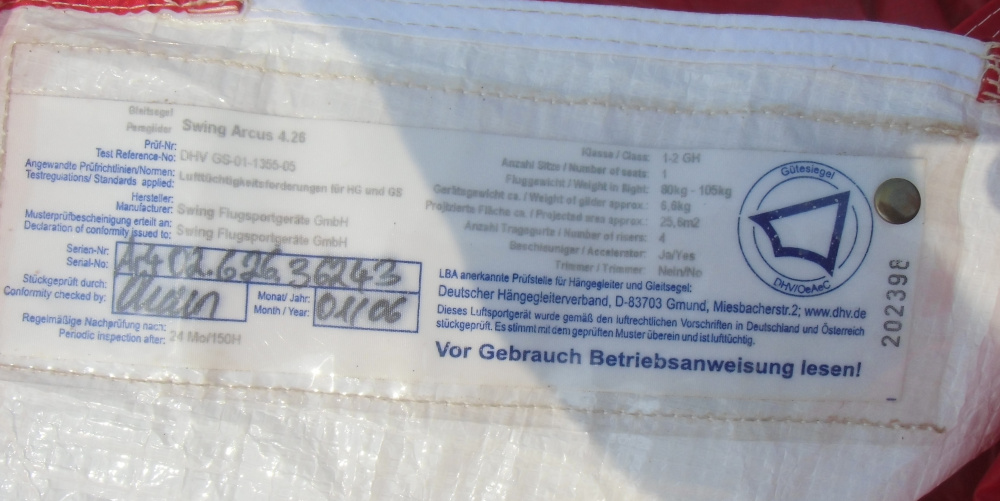 Gleitsegel
Paraglider Swing Arcus 4.26
Prüf-Nr:
Test Reference-No: DHV GS-01-1355-05
Angewandte Prüfrichtlinien/Normen:
Testregulations/ Standards applied: Lufttüchtigkeitsforderungen für HG und GS
Hersteller:
Manufacturer: Swing Flugsportgeräte GmbH
Musterprüfbescheinigung erteilt an:
Declaration of conformity issued to: Swing Flugsportgeräte GmbH
Serien-Nr:
Serial-No:
Stückgeprüft durch:
Conformity checked by:
Monat/ Jahr:
Month / Year: 01/06
Regelmäßige Nachprüfung nach:
Periodic inspection after: 24 Mo/150H
Klasse / Class: 1-2 GH
Anzahl Sitze / Number of seats: 1
Fluggewicht / Weight in flight: 80kg - 105kg
Gerätegewicht ca. / Weight of glider approx.: 6,6kg
Projizierte Fläche ca. / Projected area approx.: 25,6m2
Anzahl Tragegurte / Number of risers: 4
Beschleuniger / Accelerator: Ja/Yes
Trimmer / Trimmer: Nein/No
LBA anerkannte Prüfstelle für Hängegleiter und Gleitsegel:
Deutscher Hängegleiterverband, D-83703 Gmund, Miesbacherstr.2; www.dhv.de
Dieses Luftsportgerät wurde gemäß den luftrechtlichen Vorschriften in Deutschland und Österreich
stückgeprüft. Es stimmt mit dem geprüften Muster überein und ist lufttüchtig.
Vor Gebrauch Betriebsanweisung lesen!
Gütesiegel
DHV/OeAeC
202398